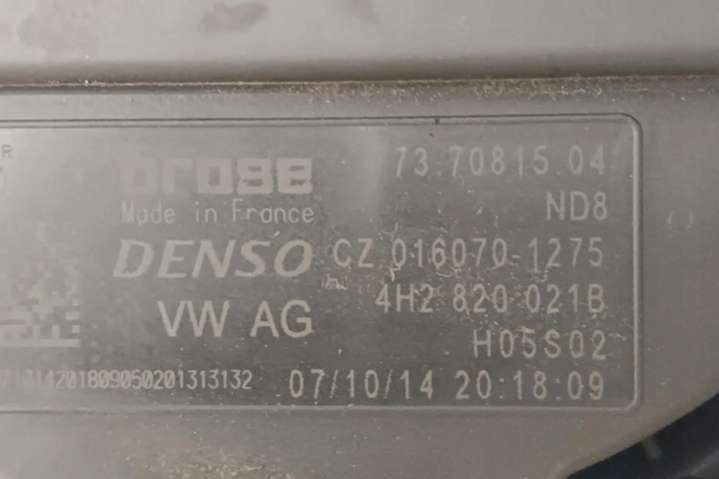 brose 73.70815.04
Made in France ND8
DENSO CZ 016070-1275
VW AG 4H2 820 021B
H05S02
07/10/14 20:18:09